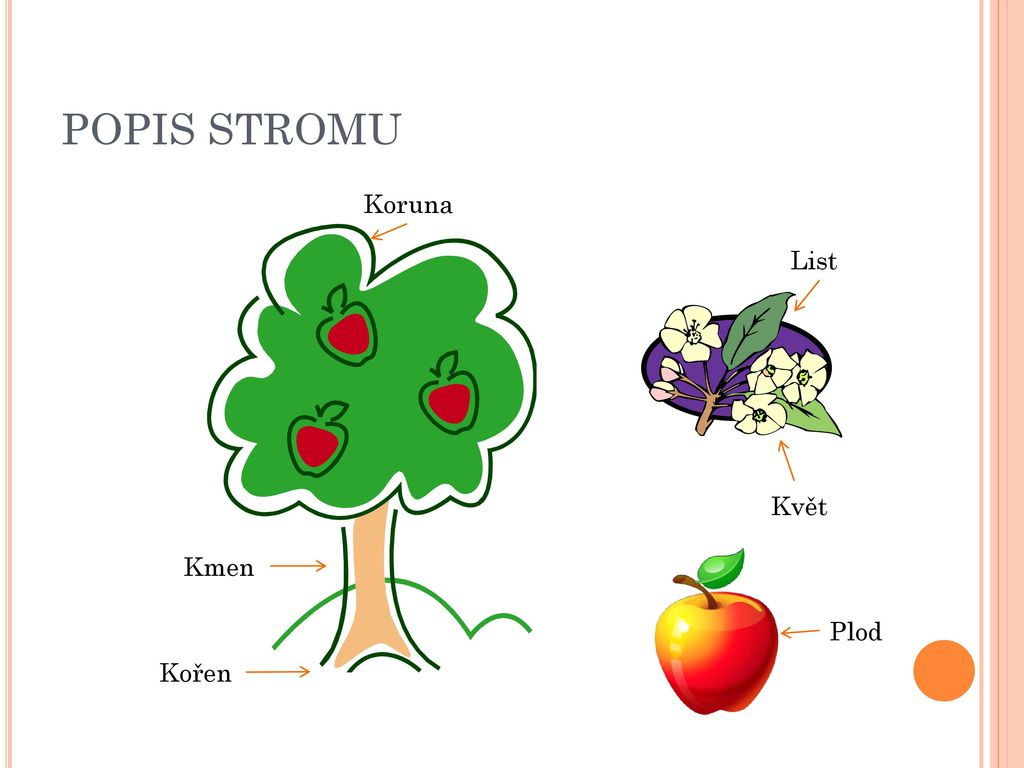 POPIS STROMU
Koruna
List
Květ
Kmen
Plod
Kořen